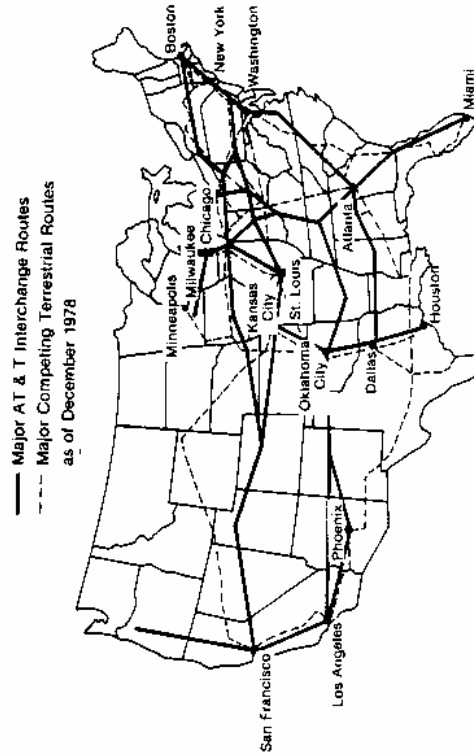 Major AT & T Interchange Routes
Major Competing Terrestrial Routes
as of December 1978
Boston
New York
Washington
Minneapolis
Milwaukee
Chicago
Kansas
City
St. Louis
Oklahoma
City
Atlanta
Dallas
Houston
Miami
Phoenix
San Francisco
Los Angeles